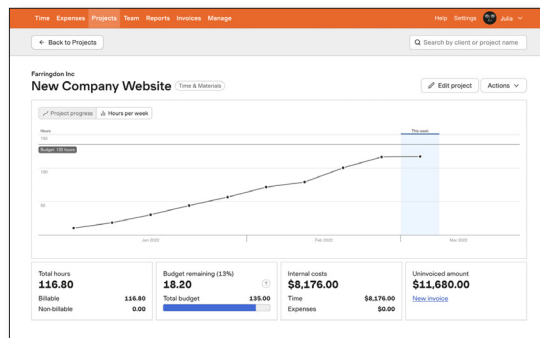 Time Expenses Projects Team Reports Invoices Manage
Help Settings Julia
← Back to Projects
Search by client or project name
Farringdon Inc
New Company Website Time & Materials
Edit project Actions
Project progress Hours per week
Hours
This week
150
Budget: 135 hours
100
50
Jan 2022 Feb 2022 Mar 2022
Total hours
116.80
Billable 116.80
Non-billable 0.00
Budget remaining (13%)
18.20 ?
Total budget 135.00
Internal costs
$8,176.00
Time $8,176.00
Expenses $0.00
Uninvoiced amount
$11,680.00
New invoice